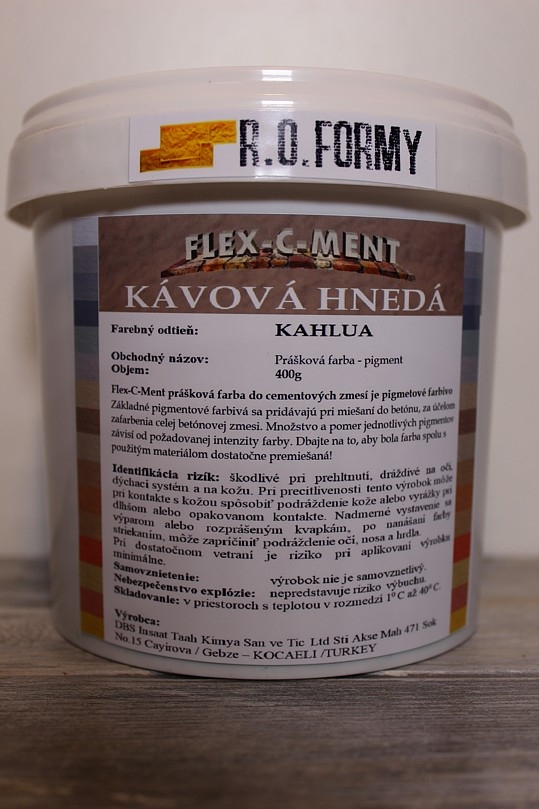 R.O.FORMY
FLEX-C-MENT
KÁVOVÁ HNEDÁ
Farebný odtieň: KAHLUA
Obchodný názov: Prášková farba - pigment
Objem: 400g
Flex-C-Ment prášková farba do cementových zmesí je pigmetové farbivo
Základné pigmentové farbivá sa pridávajú pri miešaní do betónu, za účelom
zafarbenia celej betónovej zmesi. Množstvo a pomer jednotlivých pigmentov
závisí od požadovanej intenzity farby. Dbajte na to, aby bola farba spolu s
použitým materiálom dostatočne premiešaná!
Identifikácia rizík: škodlivé pri prehltnutí, dráždivé na oči,
dýchací systém a na kožu. Pri precitlivenosti tento výrobok môže
pri kontakte s kožou spôsobiť podráždenie kože alebo vyrážky pri
dlhšom alebo opakovanom kontakte. Nadmerné vystavenie sa
výparom alebo rozprášeným kvapkám, po nanášaní farby
striekaním, môže zapríčiniť podráždenie očí, nosa a hrdla.
Pri dostatočnom vetraní je riziko pri aplikovaní výrobku
minimálne.
Samovznietenie: výrobok nie je samovznetlivý.
Nebezpečenstvo explózie: nepredstavuje riziko výbuchu.
Skladovanie: v priestoroch s teplotou v rozmedzí 1⁰ C až 40⁰ C.
Výrobca:
DBS Insaat Taah Kimya San ve Tic Ltd Sti Akse Mah 471 Sok
No.15 Cayirova / Gebze – KOCAELI /TURKEY